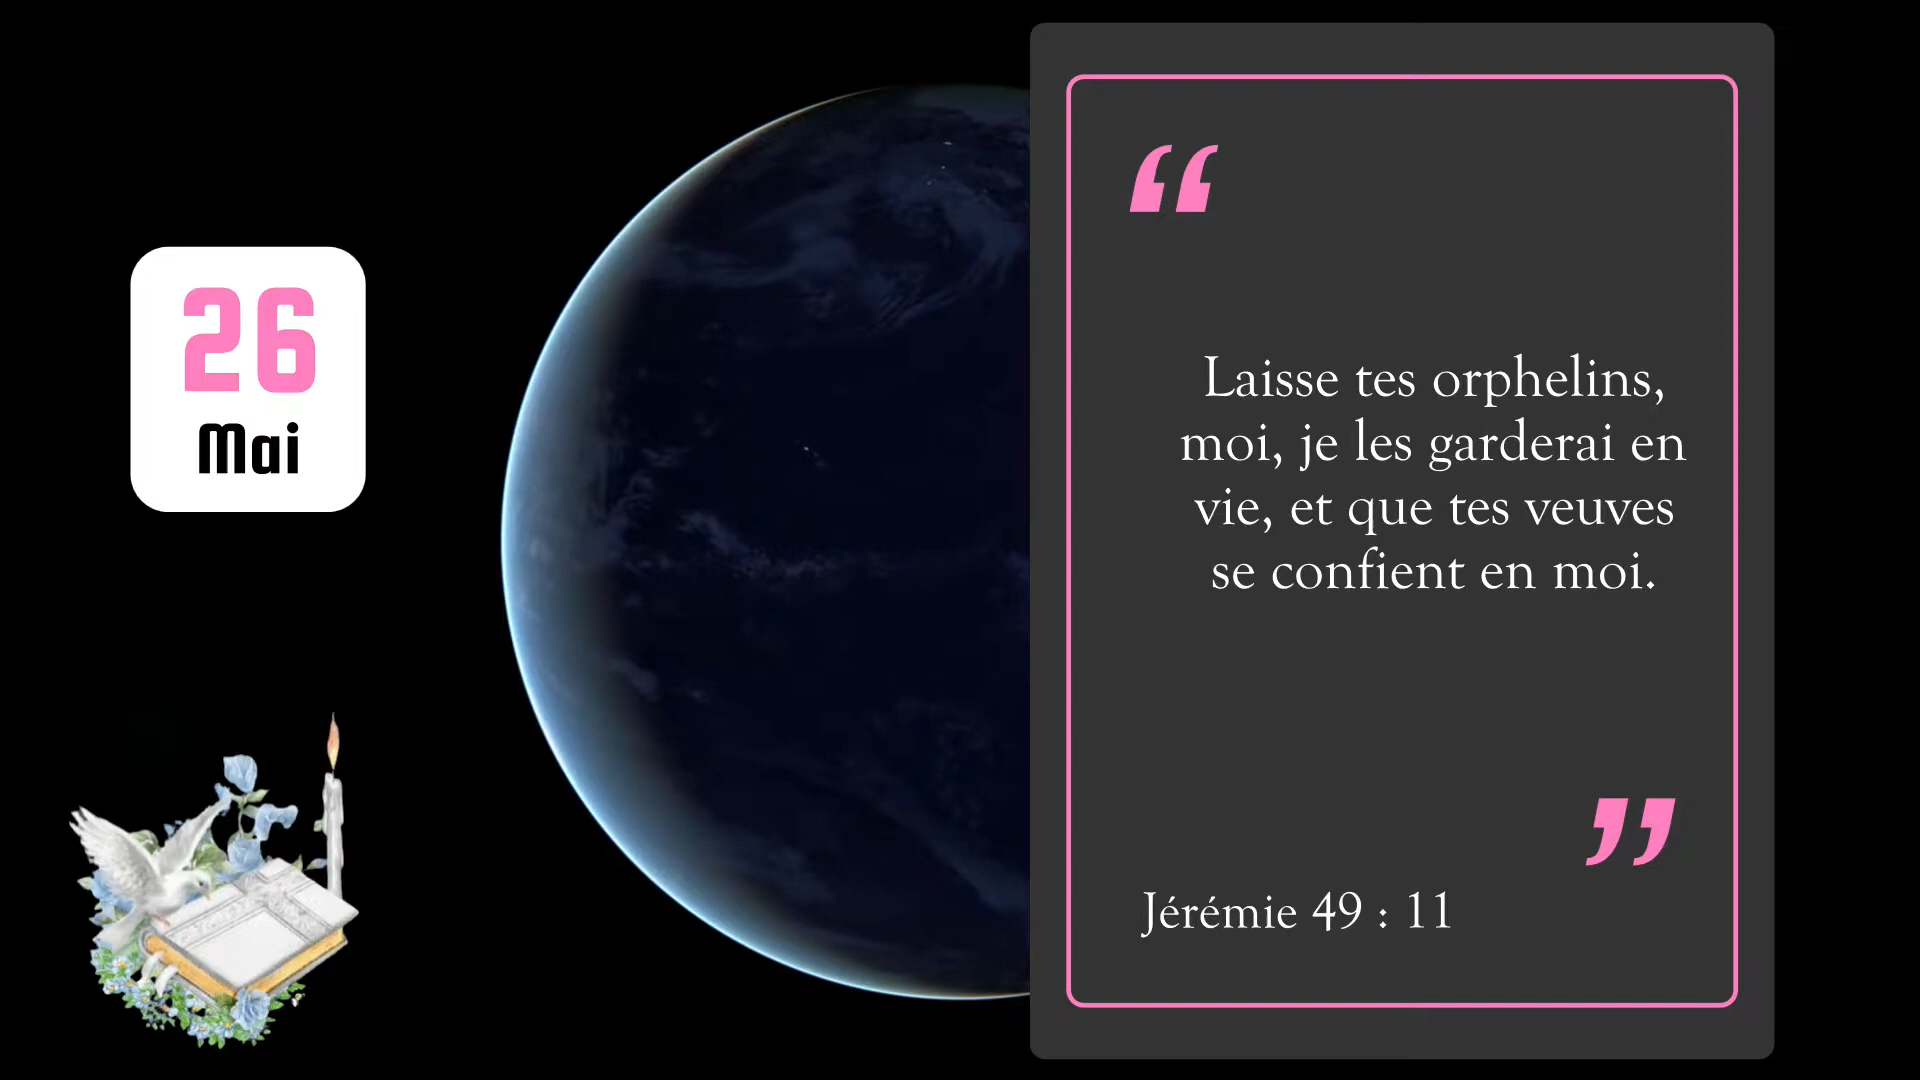 26
Mai
“
Laisse tes orphelins,
moi, je les garderai en
vie, et que tes veuves
se confient en moi.
”
Jérémie 49 : 11